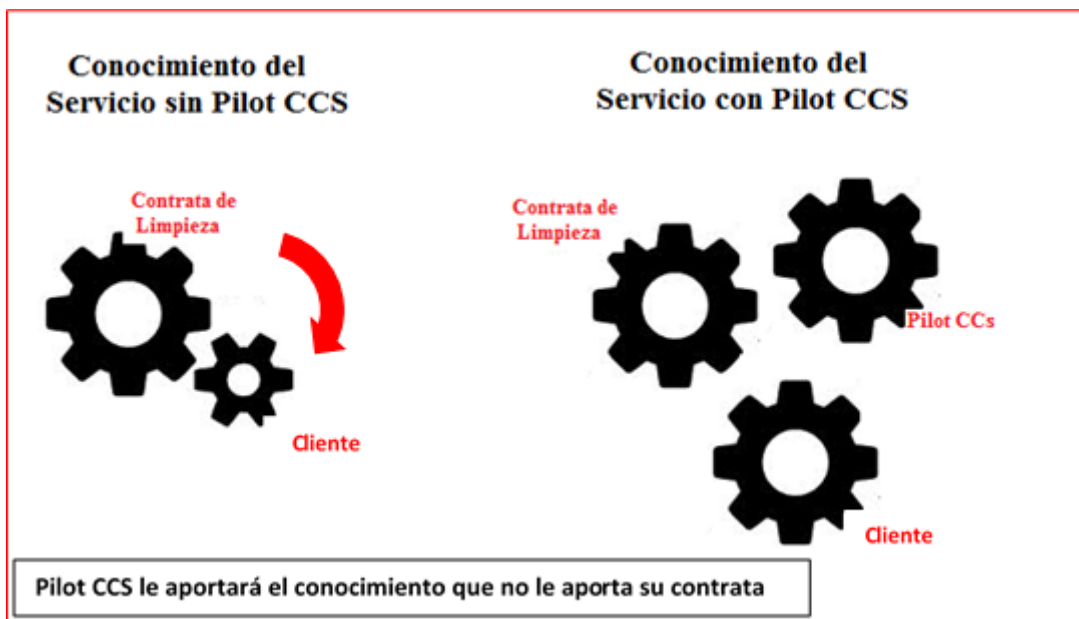 Conocimiento del
Servicio sin Pilot CCS
Conocimiento del
Servicio con Pilot CCS
Contrata de
Limpieza
Cliente
Contrata de
Limpieza
Pilot CCs
Cliente
Pilot CCS le aportará el conocimiento que no le aporta su contrata